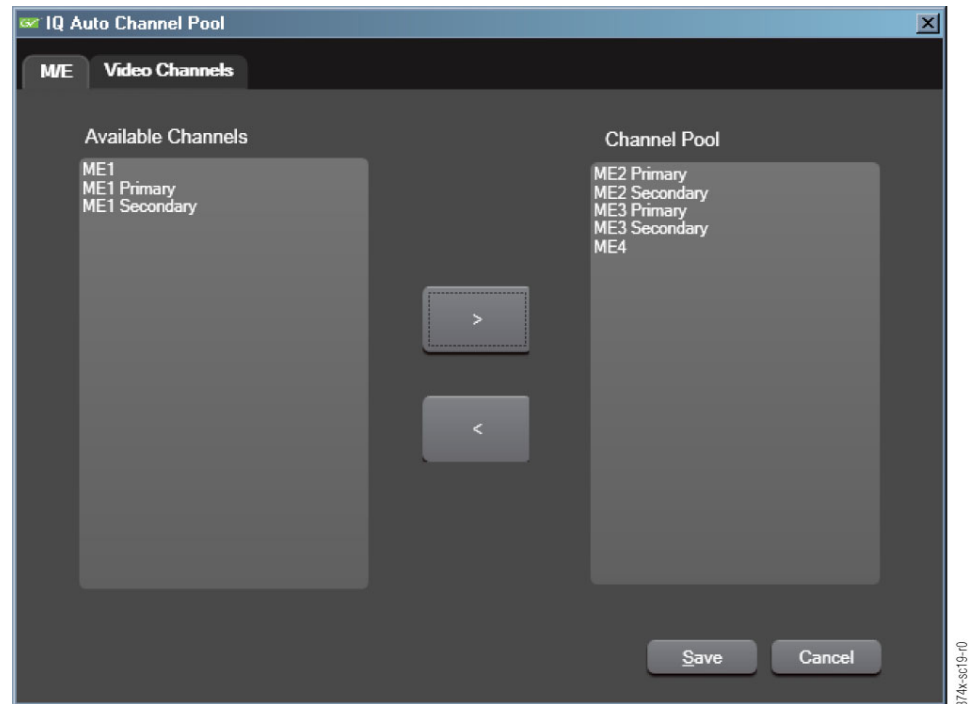 GV IQ Auto Channel Pool
M/E
Video Channels
Available Channels
Channel Pool
ME1
ME1 Primary
ME1 Secondary
ME2 Primary
ME2 Secondary
ME3 Primary
ME3 Secondary
ME4
>
<
Save
Cancel